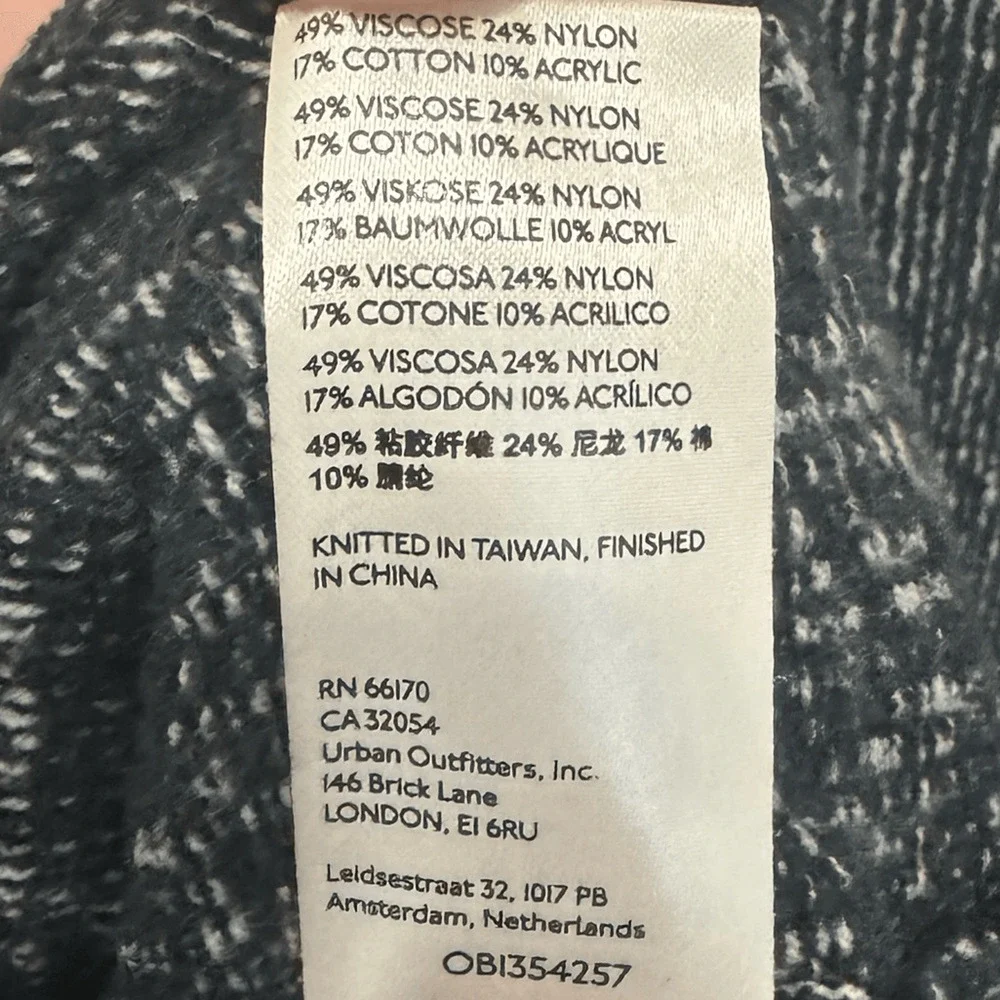 49% VISCOSE 24% NYLON
17% COTTON 10% ACRYLIC
49% VISCOSE 24% NYLON
17% COTON 10% ACRYLIQUE
49% VISKOSE 24% NYLON
17% BAUMWOLLE 10% ACRYL
49% VISCOSA 24% NYLON
17% COTONE 10% ACRILICO
49% VISCOSA 24% NYLON
17% ALGODÓN 10% ACRÍLICO
49% 粘胶纤维 24% 尼龙 17% 棉
10% 腈纶
KNITTED IN TAIWAN, FINISHED
IN CHINA
RN 66170
CA 32054
Urban Outfitters, Inc.
146 Brick Lane
LONDON, E1 6RU
Leidsestraat 32, 1017 PB
Amsterdam, Netherlands
OB1354257